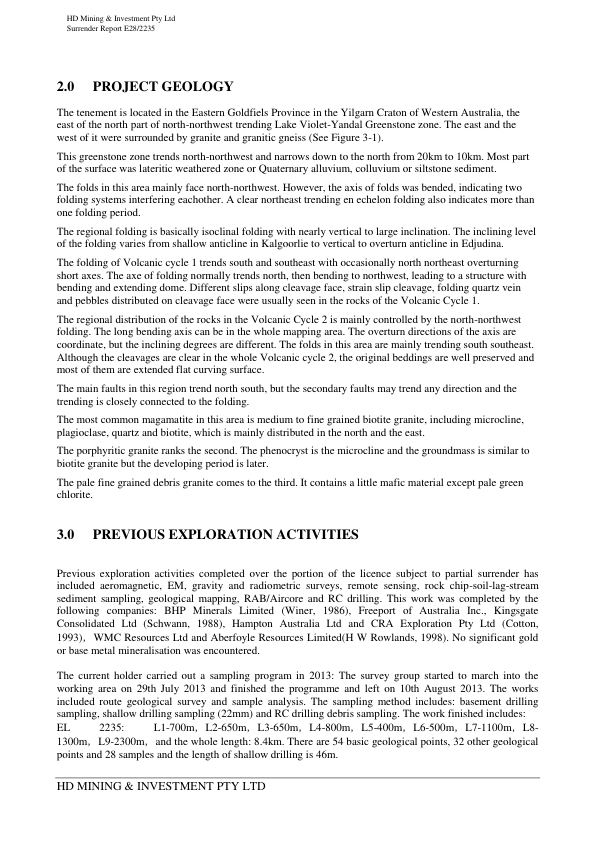 HD Mining & Investment Pty Ltd
Surrender Report E28/2235
2.0 PROJECT GEOLOGY
The tenement is located in the Eastern Goldfiels Province in the Yilgarn Craton of Western Australia, the
east of the north part of north-northwest trending Lake Violet-Yandal Greenstone zone. The east and the
west of it were surrounded by granite and granitic gneiss (See Figure 3-1).
This greenstone zone trends north-northwest and narrows down to the north from 20km to 10km. Most part
of the surface was lateritic weathered zone or Quaternary alluvium, colluvium or siltstone sediment.
The folds in this area mainly face north-northwest. However, the axis of folds was bended, indicating two
folding systems interfering eachother. A clear northeast trending en echelon folding also indicates more than
one folding period.
The regional folding is basically isoclinal folding with nearly vertical to large inclination. The inclining level
of the folding varies from shallow anticline in Kalgoorlie to vertical to overturn anticline in Edjudina.
The folding of Volcanic cycle 1 trends south and southeast with occasionally north northeast overturning
short axes. The axe of folding normally trends north, then bending to northwest, leading to a structure with
bending and extending dome. Different slips along cleavage face, strain slip cleavage, folding quartz vein
and pebbles distributed on cleavage face were usually seen in the rocks of the Volcanic Cycle 1.
The regional distribution of the rocks in the Volcanic Cycle 2 is mainly controlled by the north-northwest
folding. The long bending axis can be in the whole mapping area. The overturn directions of the axis are
coordinate, but the inclining degrees are different. The folds in this area are mainly trending south southeast.
Although the cleavages are clear in the whole Volcanic cycle 2, the original beddings are well preserved and
most of them are extended flat curving surface.
The main faults in this region trend north south, but the secondary faults may trend any direction and the
trending is closely connected to the folding.
The most common magamatite in this area is medium to fine grained biotite granite, including microcline,
plagioclase, quartz and biotite, which is mainly distributed in the north and the east.
The porphyritic granite ranks the second. The phenocryst is the microcline and the groundmass is similar to
biotite granite but the developing period is later.
The pale fine grained debris granite comes to the third. It contains a little mafic material except pale green
chlorite.
3.0 PREVIOUS EXPLORATION ACTIVITIES
Previous exploration activities completed over the portion of the licence subject to partial surrender has
included aeromagnetic, EM, gravity and radiometric surveys, remote sensing, rock chip-soil-lag-stream
sediment sampling, geological mapping, RAB/Aircore and RC drilling. This work was completed by the
following companies: BHP Minerals Limited (Winer, 1986), Freeport of Australia Inc., Kingsgate
Consolidated Ltd (Schwann, 1988), Hampton Australia Ltd and CRA Exploration Pty Ltd (Cotton,
1993), WMC Resources Ltd and Aberfoyle Resources Limited(H W Rowlands, 1998). No significant gold
or base metal mineralisation was encountered.
The current holder carried out a sampling program in 2013: The survey group started to march into the
working area on 29th July 2013 and finished the programme and left on 10th August 2013. The works
included route geological survey and sample analysis. The sampling method includes: basement drilling
sampling, shallow drilling sampling (22mm) and RC drilling debris sampling. The work finished includes:
EL 2235: L1-700m, L2-650m, L3-650m, L4-800m, L5-400m, L6-500m, L7-1100m, L8-
1300m, L9-2300m, and the whole length: 8.4km. There are 54 basic geological points, 32 other geological
points and 28 samples and the length of shallow drilling is 46m.
HD MINING & INVESTMENT PTY LTD